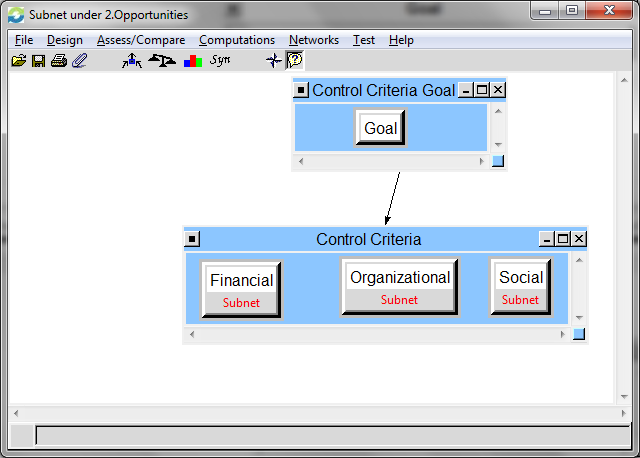 Subnet under 2.Opportunities
File Design Assess/Compare Computations Networks Test Help
Syn
Control Criteria Goal
Goal
Control Criteria
Financial Organizational Social
Subnet Subnet Subnet